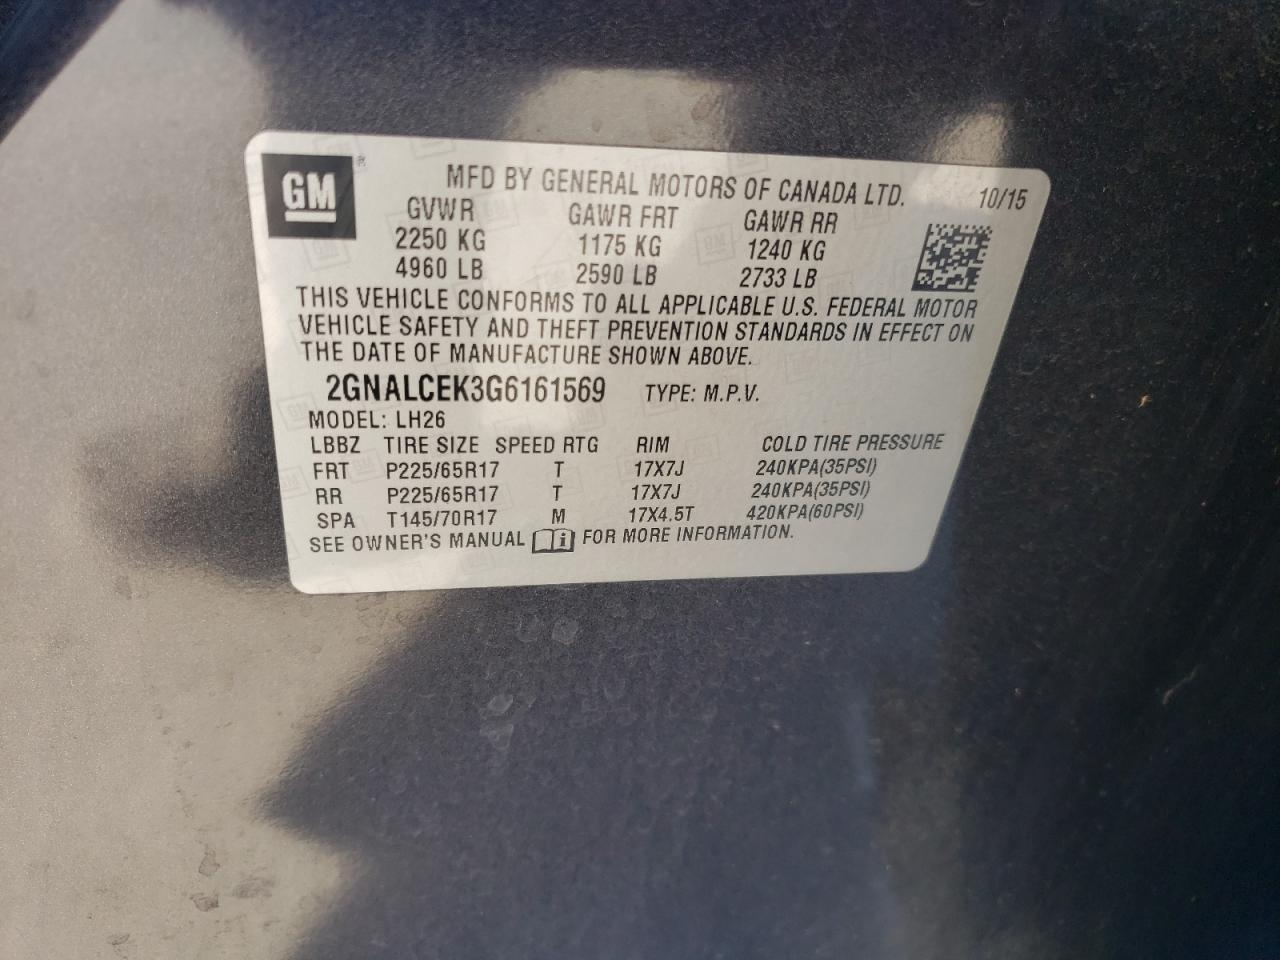 GM ®
MFD BY GENERAL MOTORS OF CANADA LTD. 10/15
GVWR GAWR FRT GAWR RR
2250 KG 1175 KG 1240 KG
4960 LB 2590 LB 2733 LB
THIS VEHICLE CONFORMS TO ALL APPLICABLE U.S. FEDERAL MOTOR
VEHICLE SAFETY AND THEFT PREVENTION STANDARDS IN EFFECT ON
THE DATE OF MANUFACTURE SHOWN ABOVE.
2GNALCEK3G6161569 TYPE: M.P.V.
MODEL: LH26
LBBZ TIRE SIZE SPEED RTG RIM COLD TIRE PRESSURE
FRT P225/65R17 T 17X7J 240KPA(35PSI)
RR P225/65R17 T 17X7J 240KPA(35PSI)
SPA T145/70R17 M 17X4.5T 420KPA(60PSI)
SEE OWNER'S MANUAL i FOR MORE INFORMATION.